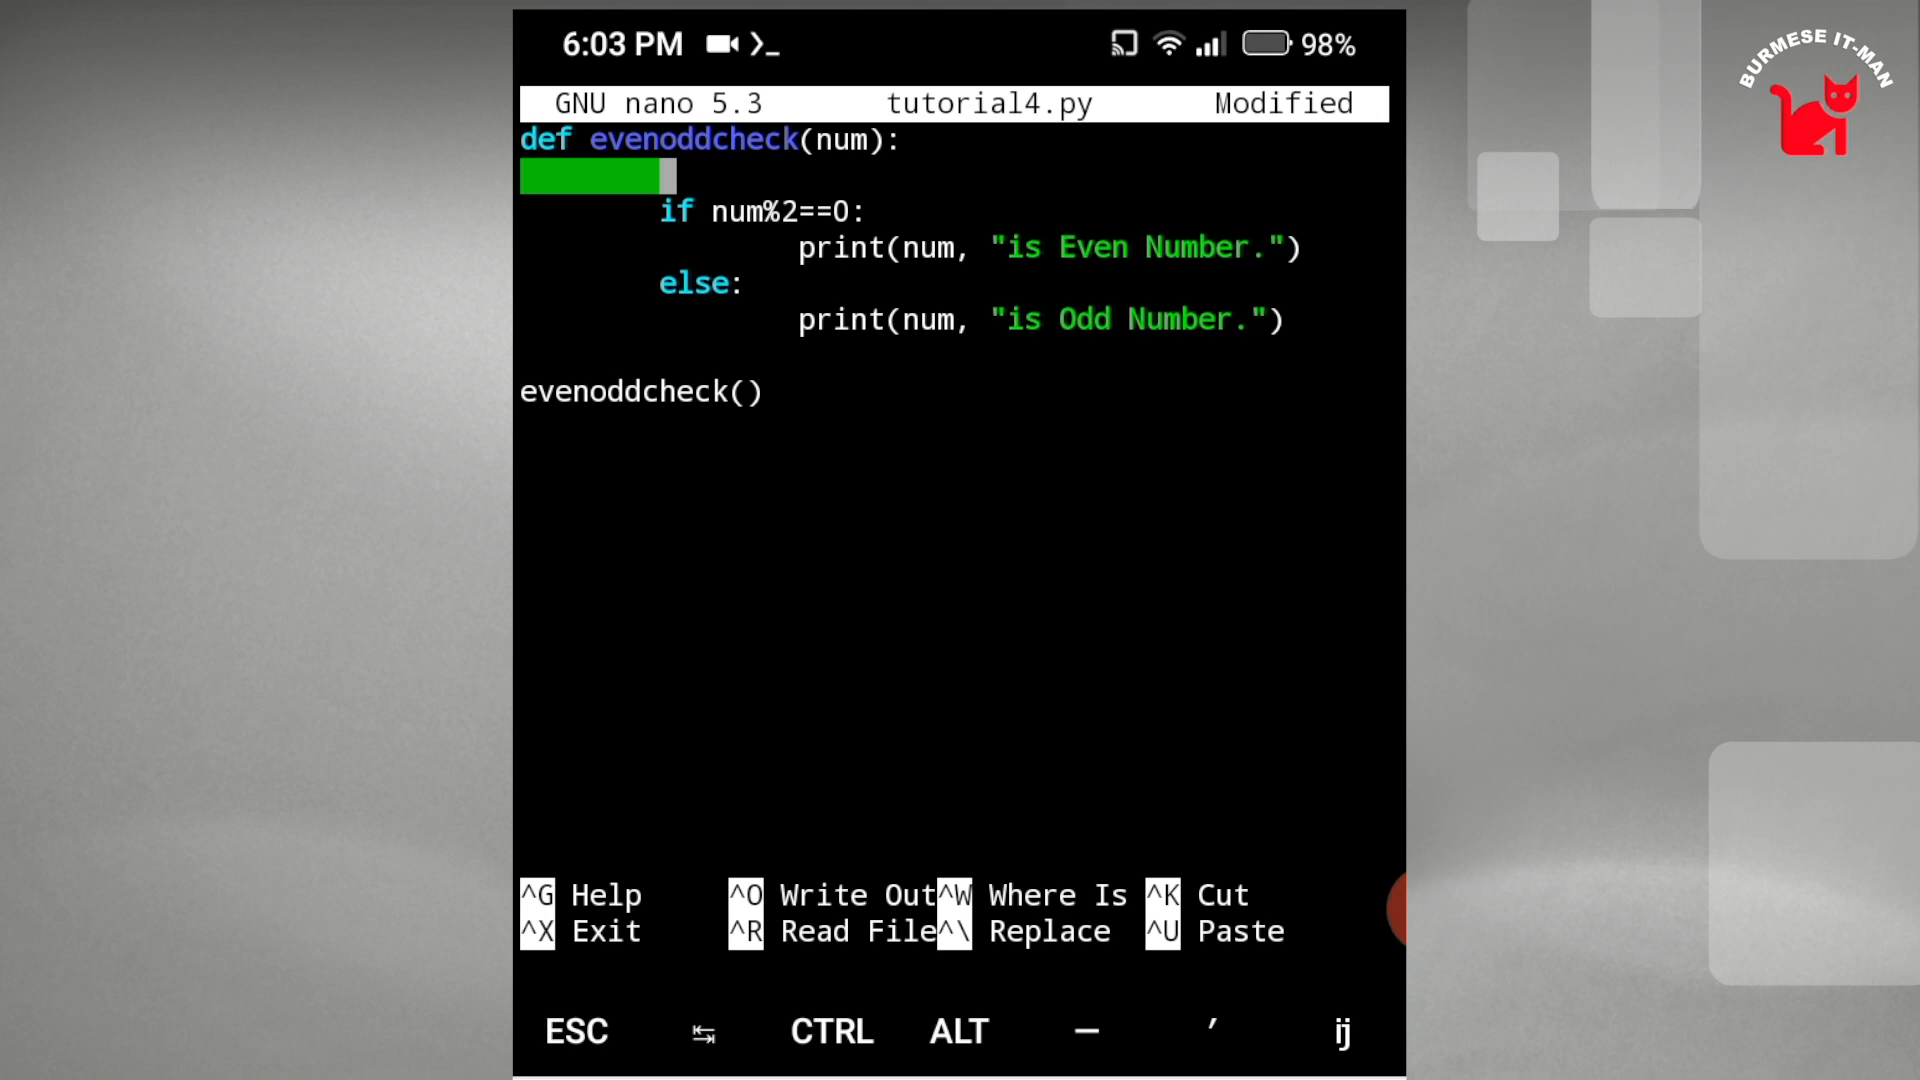 6:03 PM
98%
BURMESE IT-MAN
GNU nano 5.3 tutorial4.py Modified
def evenoddcheck(num):
if num%2==0:
print(num, "is Even Number.")
else:
print(num, "is Odd Number.")
evenoddcheck()
^G Help ^O Write Out ^W Where Is ^K Cut
^X Exit ^R Read File ^\ Replace ^U Paste
ESC CTRL ALT — ′ ij